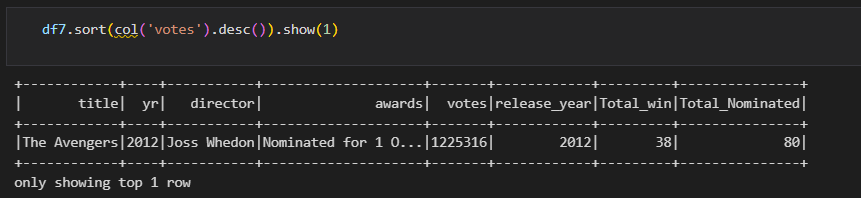 df7.sort(col('votes').desc()).show(1)
+------------+----+-----------+--------------------+-------+------------+---------+---------------+
|       title|  yr|   director|              awards|  votes|release_year|Total_win|Total_Nominated|
+------------+----+-----------+--------------------+-------+------------+---------+---------------+
|The Avengers|2012|Joss Whedon|Nominated for 1 O...|1225316|        2012|       38|             80|
+------------+----+-----------+--------------------+-------+------------+---------+---------------+
only showing top 1 row